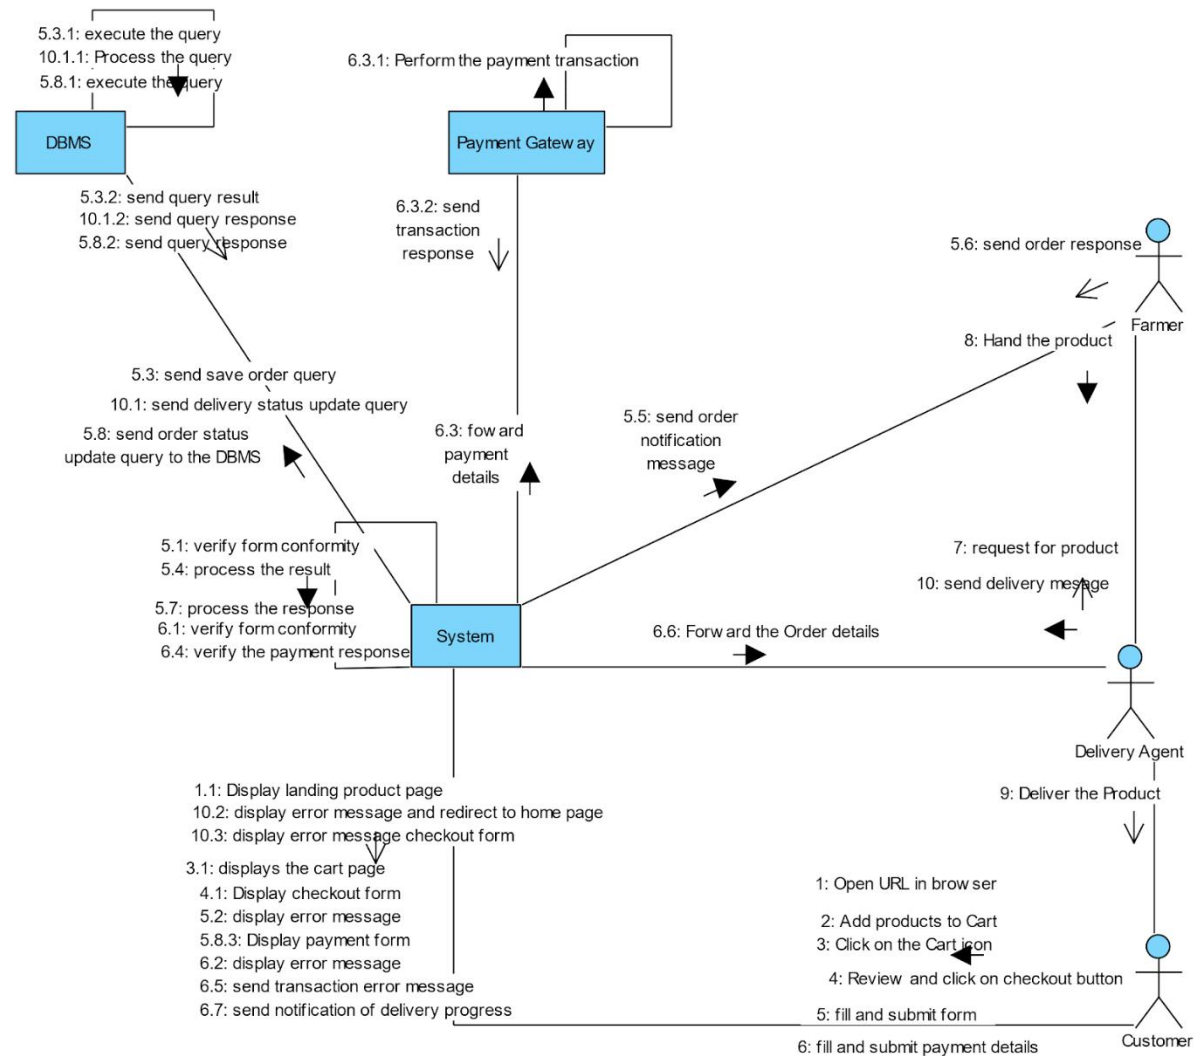 5.3.1: execute the query
10.1.1: Process the query
5.8.1: execute the query
6.3.1: Perform the payment transaction
DBMS
Payment Gateway
5.3.2: send query result
10.1.2: send query response
5.8.2: send query response
6.3.2: send
transaction
response
5.6: send order response
Farmer
8: Hand the product
5.3: send save order query
10.1: send delivery status update query
5.8: send order status
update query to the DBMS
6.3: foward
payment
details
5.5: send order
notification
message
5.1: verify form conformity
5.4: process the result
5.7: process the response
6.1: verify form conformity
6.4: verify the payment response
System
7: request for product
10: send delivery mesage
6.6: Forward the Order details
Delivery Agent
9: Deliver the Product
1.1: Display landing product page
10.2: display error message and redirect to home page
10.3: display error message checkout form
3.1: displays the cart page
4.1: Display checkout form
5.2: display error message
5.8.3: Display payment form
6.2: display error message
6.5: send transaction error message
6.7: send notification of delivery progress
1: Open URL in browser
2: Add products to Cart
3: Click on the Cart icon
4: Review and click on checkout button
5: fill and submit form
6: fill and submit payment details
Customer